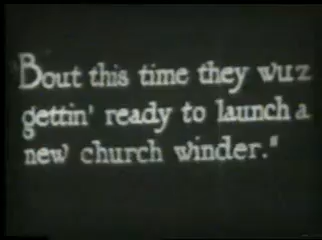 Bout this time they wuz
gettin' ready to launch a
new church winder."